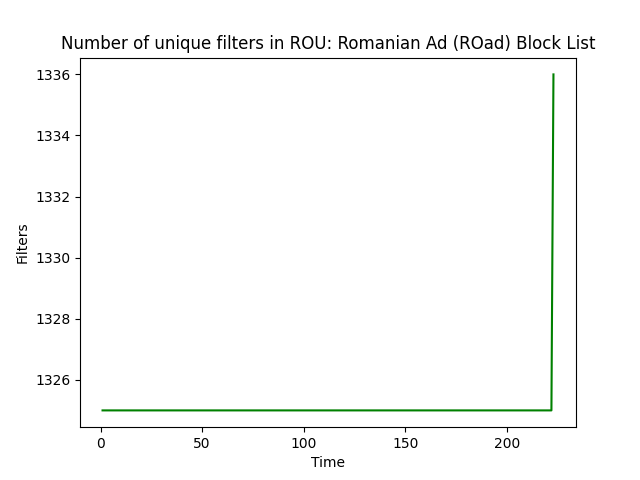 Number of unique filters in ROU: Romanian Ad (ROad) Block List
1336
1334
1332
1330
1328
1326
Filters
0 50 100 150 200
Time